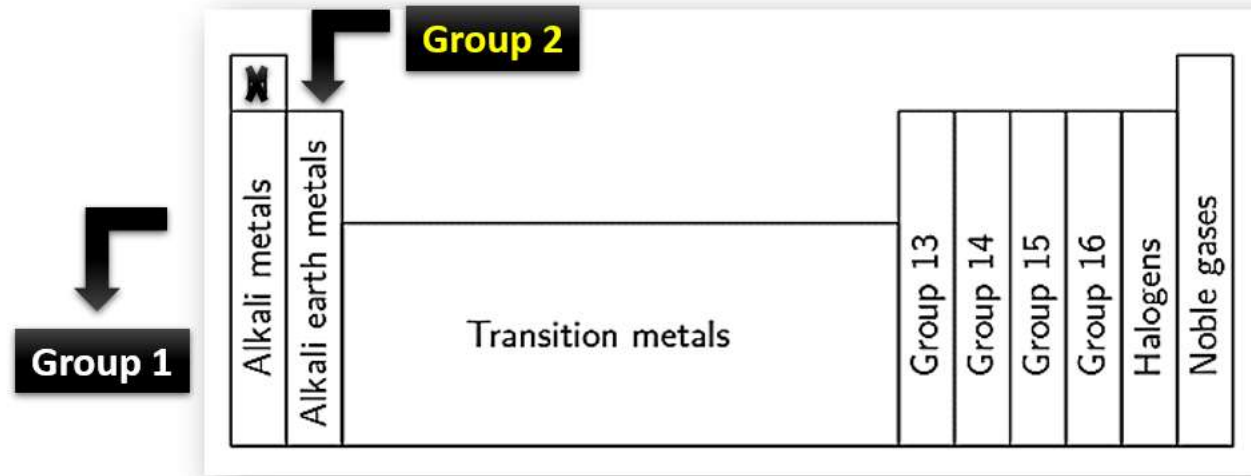 Group 2
Group 1
Alkali metals
Alkali earth metals
Transition metals
Group 13
Group 14
Group 15
Group 16
Halogens
Noble gases